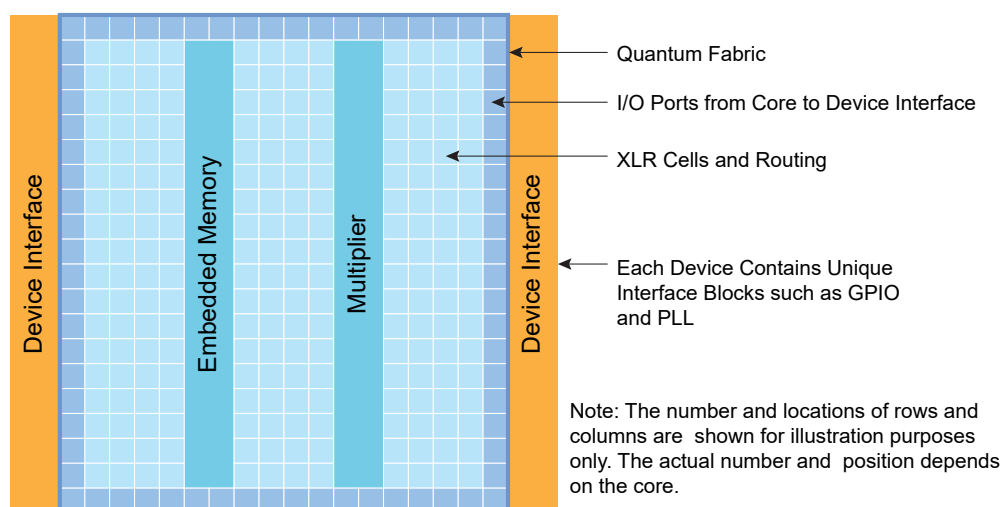 Device Interface
Embedded Memory
Multiplier
Device Interface
Quantum Fabric
I/O Ports from Core to Device Interface
XLR Cells and Routing
Each Device Contains Unique
Interface Blocks such as GPIO
and PLL
Note: The number and locations of rows and
columns are shown for illustration purposes
only. The actual number and position depends
on the core.